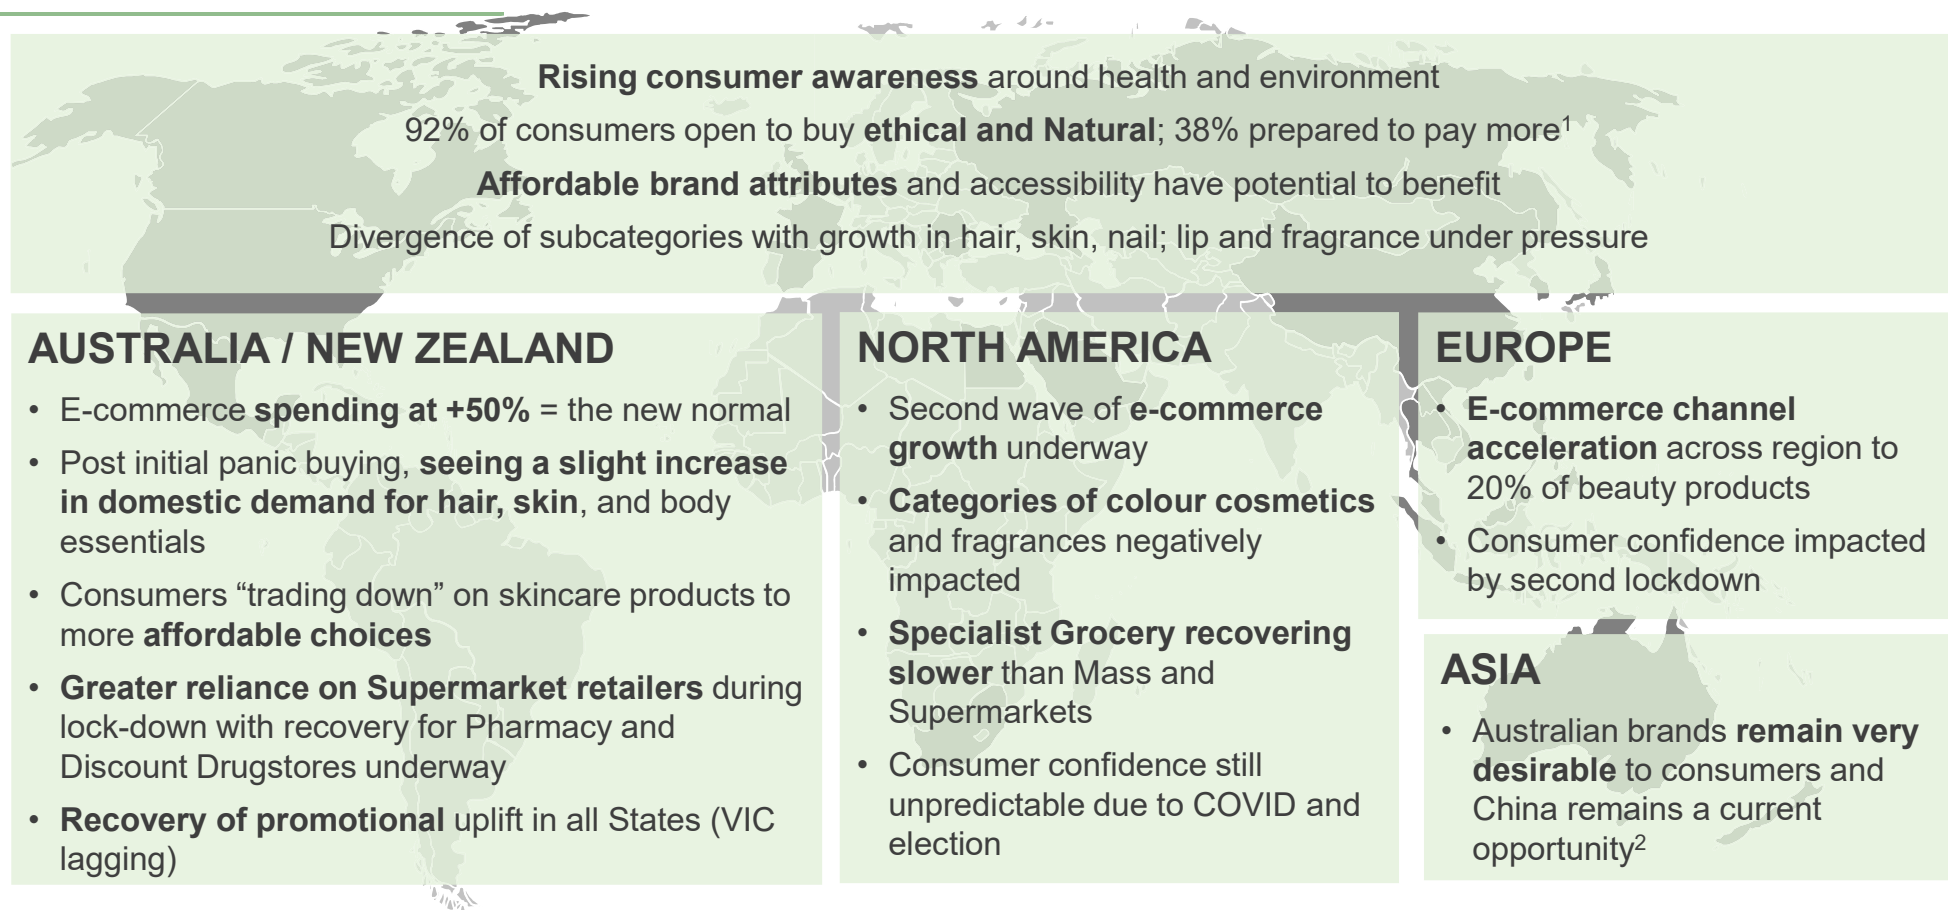 Rising consumer awareness around health and environment
92% of consumers open to buy ethical and Natural; 38% prepared to pay more1
Affordable brand attributes and accessibility have potential to benefit
Divergence of subcategories with growth in hair, skin, nail; lip and fragrance under pressure
AUSTRALIA / NEW ZEALAND
• E-commerce spending at +50% = the new normal
• Post initial panic buying, seeing a slight increase
in domestic demand for hair, skin, and body
essentials
• Consumers “trading down” on skincare products to
more affordable choices
• Greater reliance on Supermarket retailers during
lock-down with recovery for Pharmacy and
Discount Drugstores underway
• Recovery of promotional uplift in all States (VIC
lagging)
NORTH AMERICA
• Second wave of e-commerce
growth underway
• Categories of colour cosmetics
and fragrances negatively
impacted
• Specialist Grocery recovering
slower than Mass and
Supermarkets
• Consumer confidence still
unpredictable due to COVID and
election
EUROPE
• E-commerce channel
acceleration across region to
20% of beauty products
• Consumer confidence impacted
by second lockdown
ASIA
• Australian brands remain very
desirable to consumers and
China remains a current
opportunity2